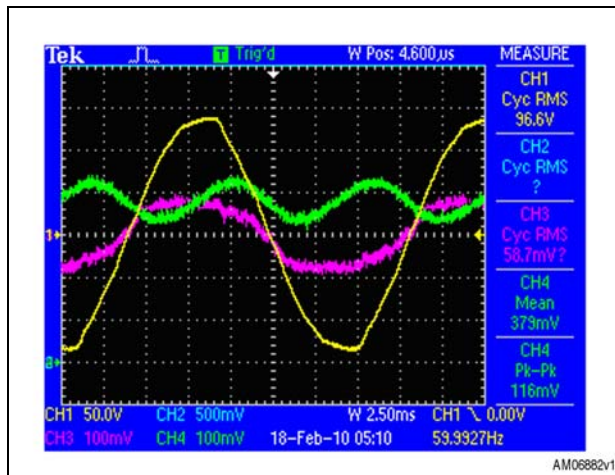 Tek T Trig'd W Pos: 4.600µs MEASURE
CH1
Cyc RMS
96.6V
CH2
Cyc RMS
?
CH3
Cyc RMS
58.7mV?
CH4
Mean
379mV
CH4
Pk-Pk
116mV
1
CH1 50.0V CH2 500mV W 2.50ms CH1 0.00V
CH3 100mV CH4 100mV 18-Feb-10 05:10 59.9927Hz
AM06882v1